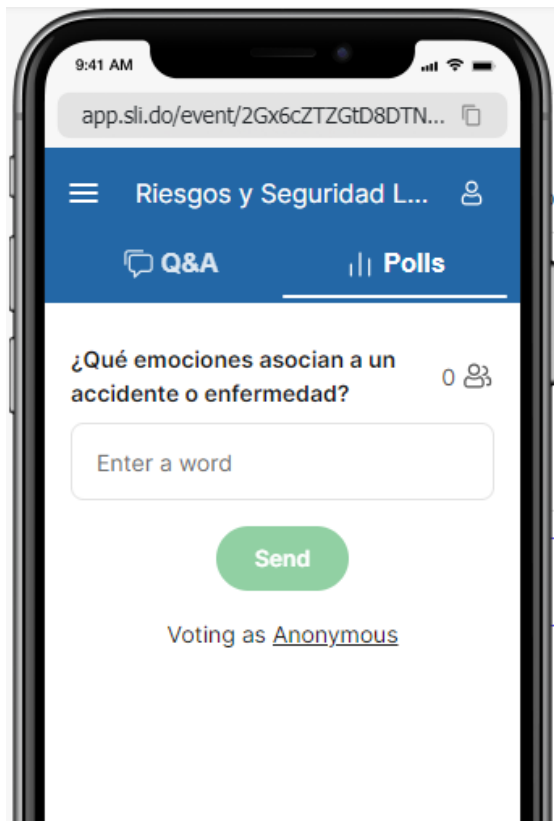 9:41 AM
app.sli.do/event/2Gx6cZTZGtD8DTN...
Riesgos y Seguridad L...
Q&A
Polls
¿Qué emociones asocian a un
accidente o enfermedad?
0
Enter a word
Send
Voting as Anonymous